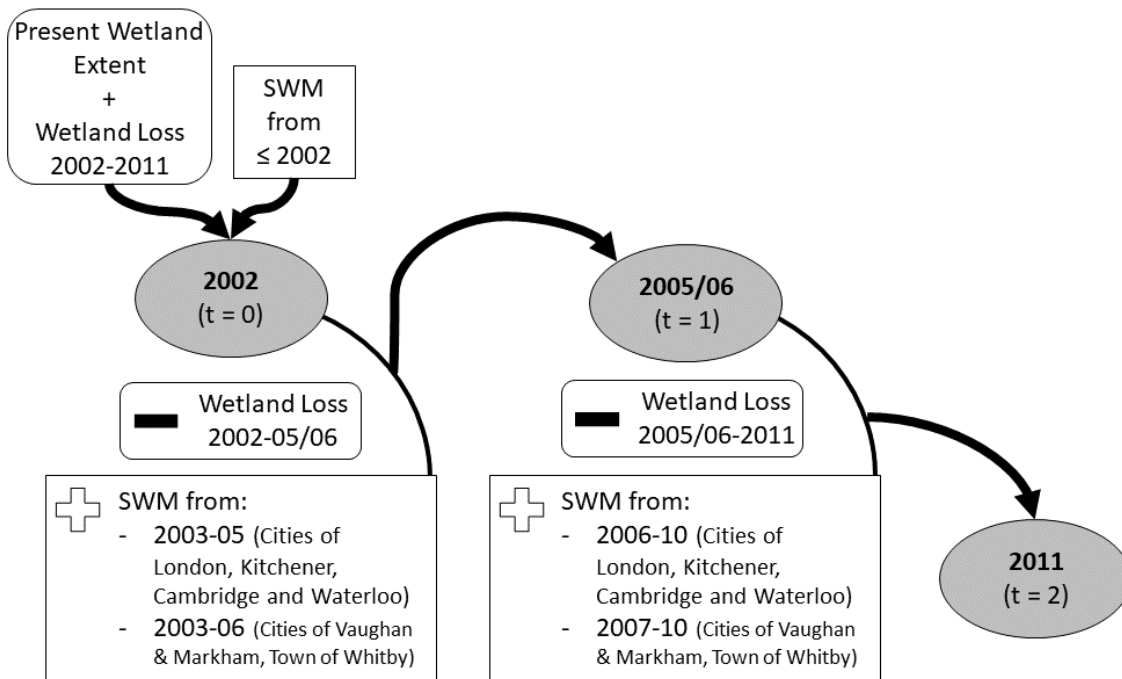 Present Wetland
Extent
+
Wetland Loss
2002-2011
SWM
from
≤ 2002
2002
(t = 0)
2005/06
(t = 1)
Wetland Loss
2002-05/06
Wetland Loss
2005/06-2011
SWM from:
- 2003-05 (Cities of
London, Kitchener,
Cambridge and Waterloo)
- 2003-06 (Cities of Vaughan
& Markham, Town of Whitby)
SWM from:
- 2006-10 (Cities of
London, Kitchener,
Cambridge and Waterloo)
- 2007-10 (Cities of Vaughan
& Markham, Town of Whitby)
2011
(t = 2)